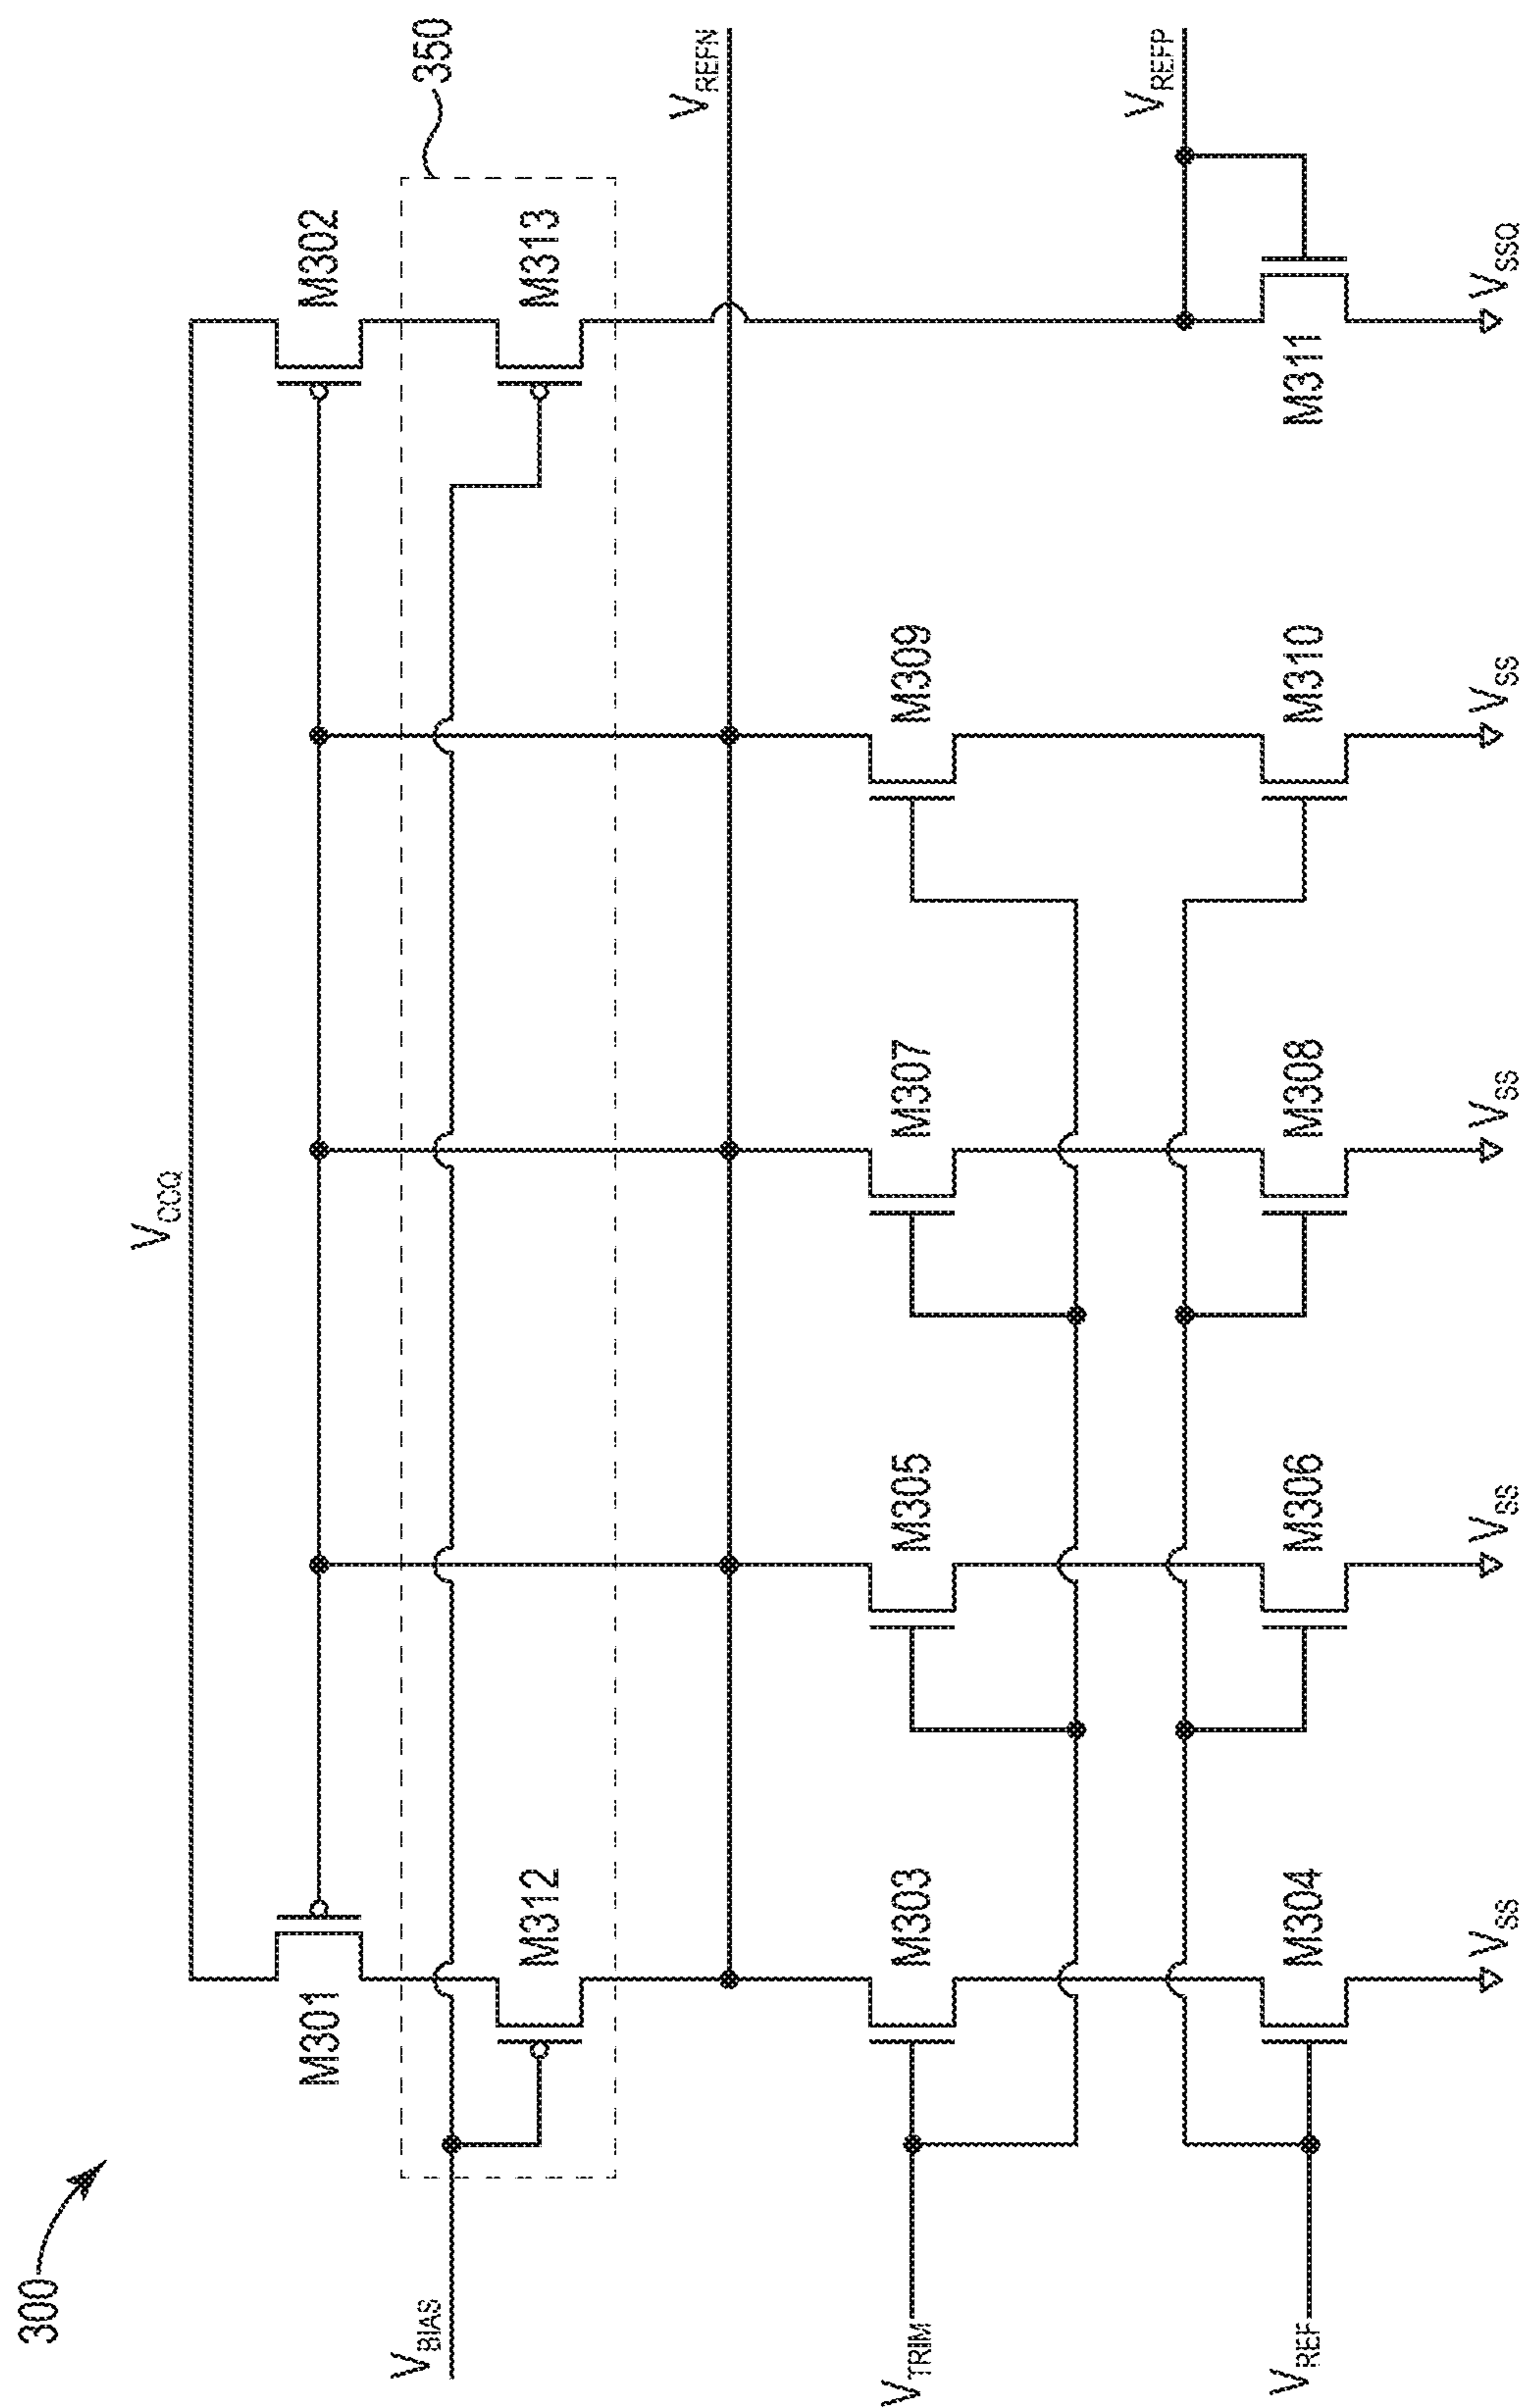 300
V_CCQ
350
M301
M302
V_BIAS
M312
M313
V_REFN
V_TRIM
M303
M305
M307
M309
V_REFP
V_REF
M304
M306
M308
M310
M311
V_SS
V_SS
V_SS
V_SS
V_SSQ